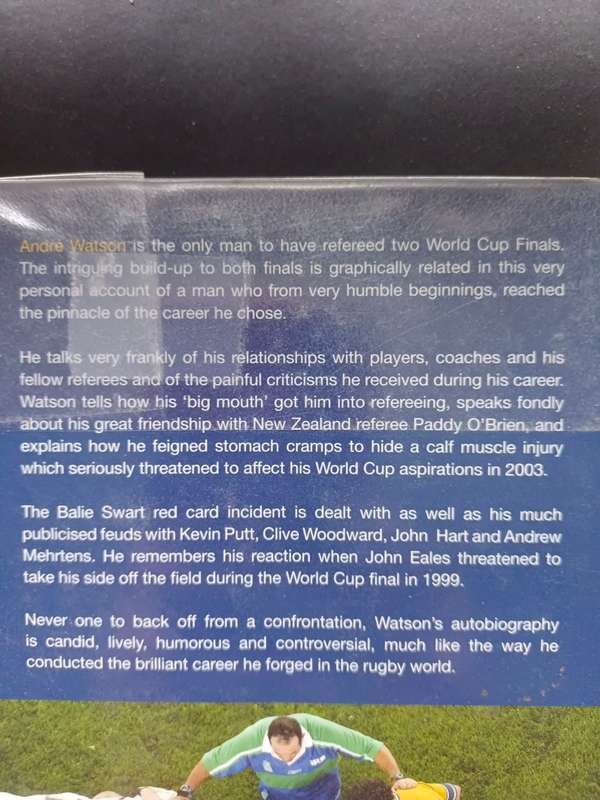 André Watson is the only man to have refereed two World Cup Finals.
The intriguing build-up to both finals is graphically related in this very
personal account of a man who from very humble beginnings, reached
the pinnacle of the career he chose.
He talks very frankly of his relationships with players, coaches and his
fellow referees and of the painful criticisms he received during his career.
Watson tells how his ‘big mouth’ got him into refereeing, speaks fondly
about his great friendship with New Zealand referee Paddy O’Brien, and
explains how he feigned stomach cramps to hide a calf muscle injury
which seriously threatened to affect his World Cup aspirations in 2003.
The Balie Swart red card incident is dealt with as well as his much
publicised feuds with Kevin Putt, Clive Woodward, John Hart and Andrew
Mehrtens. He remembers his reaction when John Eales threatened to
take his side off the field during the World Cup final in 1999.
Never one to back off from a confrontation, Watson’s autobiography
is candid, lively, humorous and controversial, much like the way he
conducted the brilliant career he forged in the rugby world.